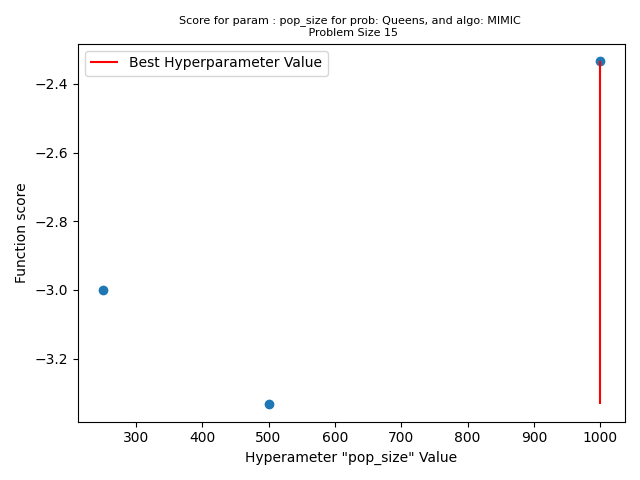 Score for param : pop_size for prob: Queens, and algo: MIMIC
Problem Size 15
Best Hyperparameter Value
−2.4
−2.6
−2.8
−3.0
−3.2
Function score
300 400 500 600 700 800 900 1000
Hyperameter "pop_size" Value